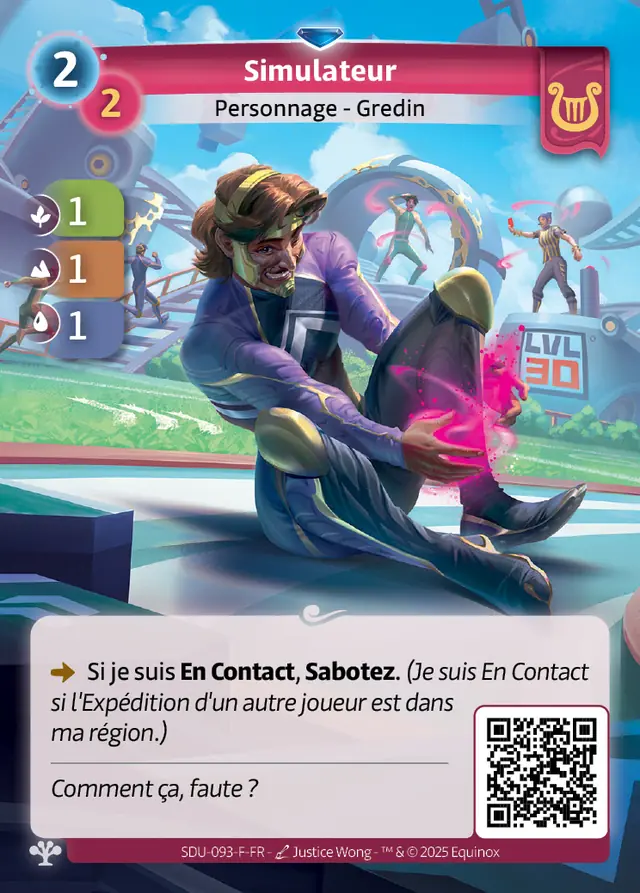 2
Simulateur
2
Personnage - Gredin
1
1
1
LVL
30
Si je suis En Contact, Sabotez. (Je suis En Contact
si l'Expédition d'un autre joueur est dans
ma région.)
Comment ça, faute ?
SDU-093-F-FR - Justice Wong - ™ & © 2025 Equinox